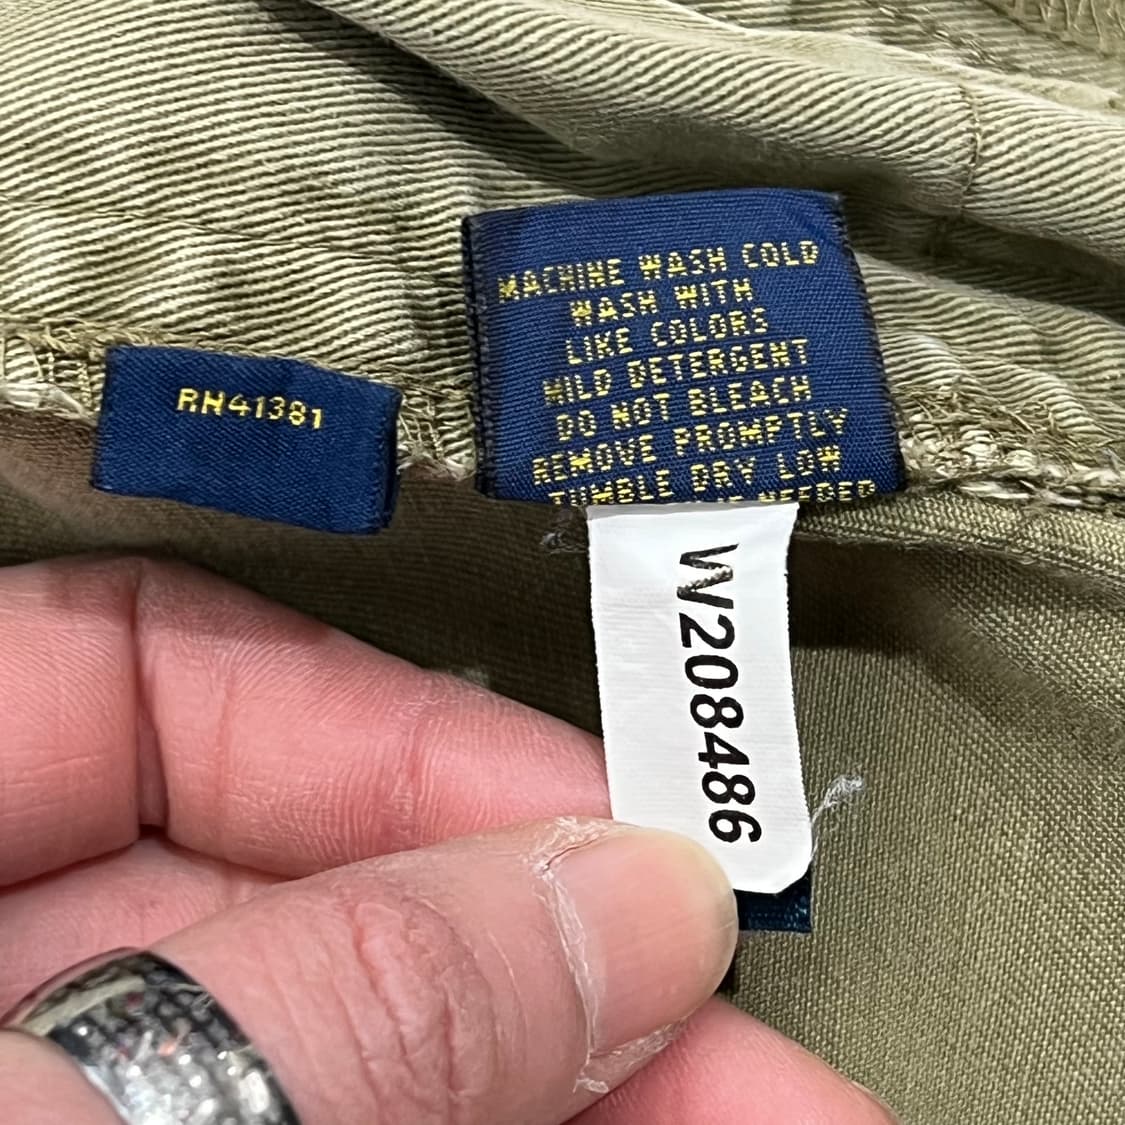 RN41381
MACHINE WASH COLD
WASH WITH
LIKE COLORS
MILD DETERGENT
DO NOT BLEACH
REMOVE PROMPTLY
TUMBLE DRY LOW
NEEDED
W208486